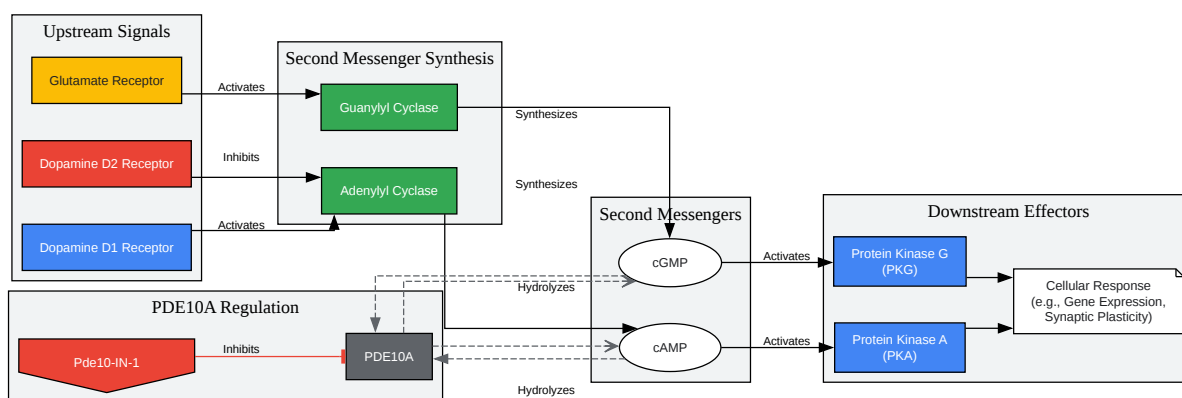 Upstream Signals
Glutamate Receptor
Dopamine D2 Receptor
Dopamine D1 Receptor
Activates
Inhibits
Activates
Second Messenger Synthesis
Guanylyl Cyclase
Adenylyl Cyclase
Synthesizes
Synthesizes
Second Messengers
cGMP
cAMP
Hydrolyzes
Hydrolyzes
PDE10A Regulation
Pde10-IN-1
Inhibits
PDE10A
Activates
Activates
Downstream Effectors
Protein Kinase G
(PKG)
Protein Kinase A
(PKA)
Cellular Response
(e.g., Gene Expression,
Synaptic Plasticity)